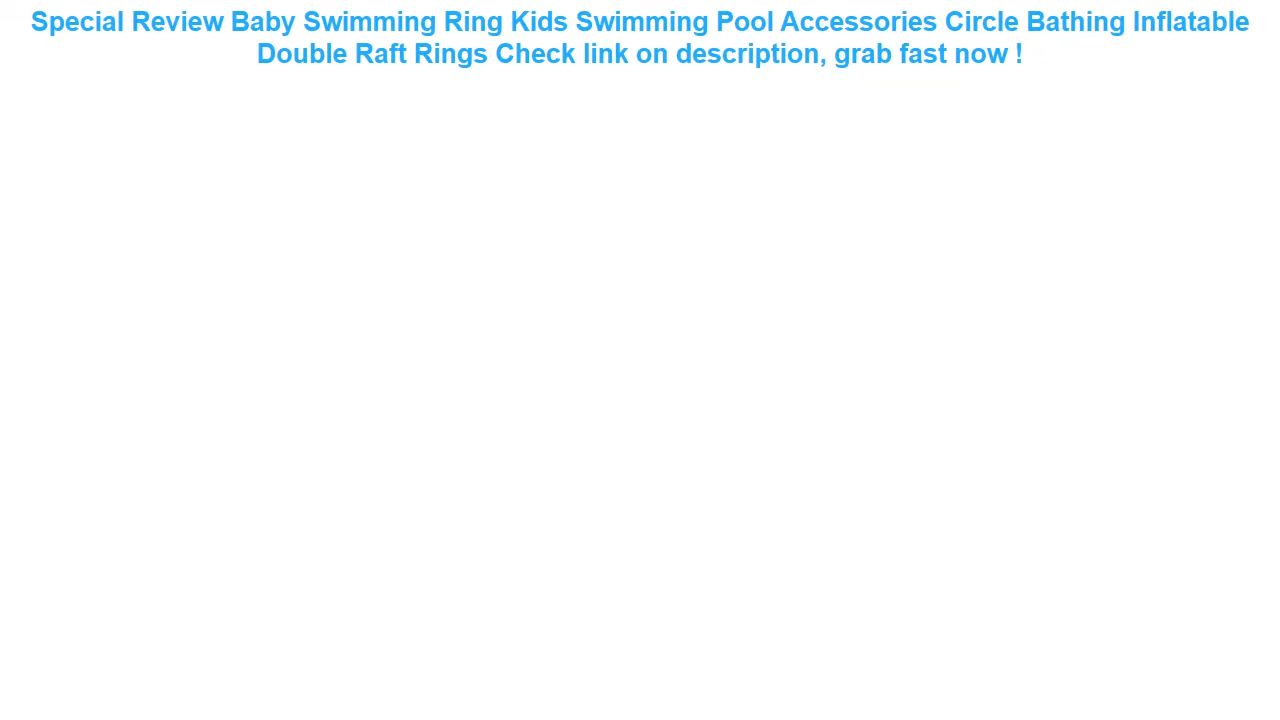 Special Review Baby Swimming Ring Kids Swimming Pool Accessories Circle Bathing Inflatable
Double Raft Rings Check link on description, grab fast now !